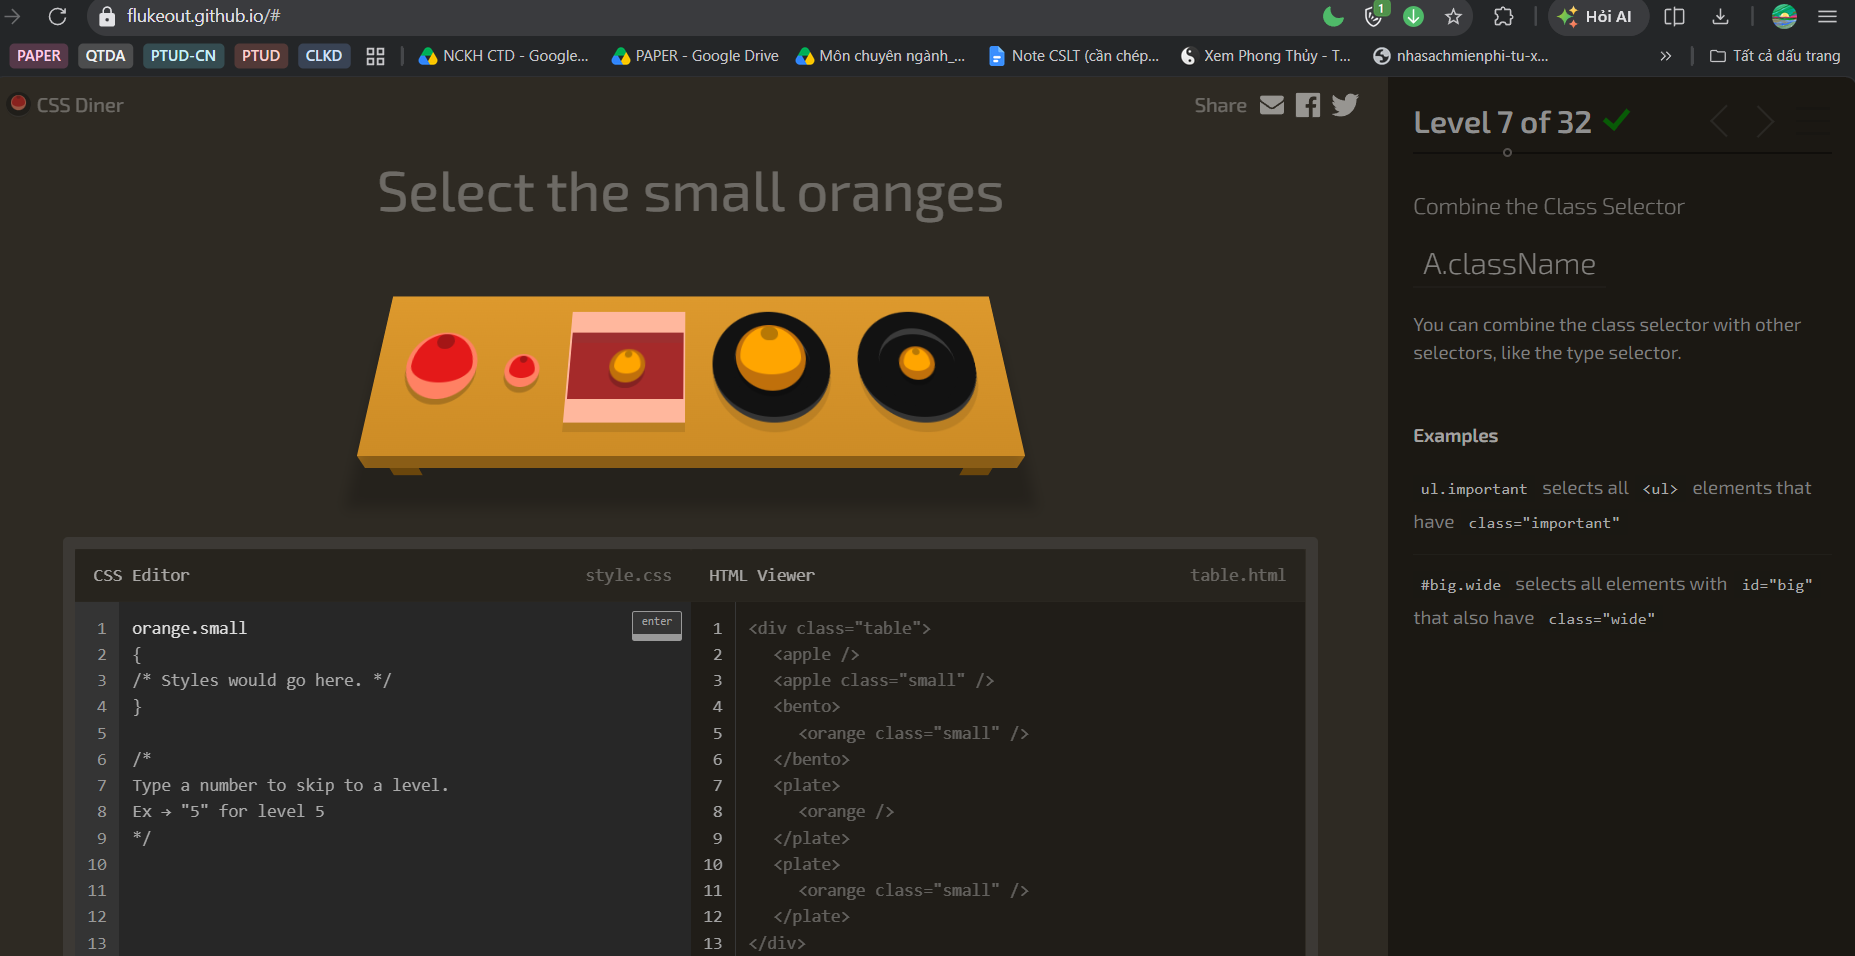 flukeout.github.io/#
1
Hỏi AI
PAPER
QTDA
PTUD-CN
PTUD
CLKD
NCKH CTD - Google...
PAPER - Google Drive
Môn chuyên ngành_...
Note CSLT (cần chép...
Xem Phong Thủy - T...
nhasachmienphi-tu-x...
»
Tất cả dấu trang
CSS Diner
Share
Select the small oranges
CSS Editor
style.css
HTML Viewer
table.html
1 orange.small
enter
2 {
3 /* Styles would go here. */
4 }
5
6 /*
7 Type a number to skip to a level.
8 Ex → "5" for level 5
9 */
10
11
12
13
1 <div class="table">
2 <apple />
3 <apple class="small" />
4 <bento>
5 <orange class="small" />
6 </bento>
7 <plate>
8 <orange />
9 </plate>
10 <plate>
11 <orange class="small" />
12 </plate>
13 </div>
Level 7 of 32
Combine the Class Selector
A.className
You can combine the class selector with other
selectors, like the type selector.
Examples
ul.important selects all <ul> elements that
have class="important"
#big.wide selects all elements with id="big"
that also have class="wide"